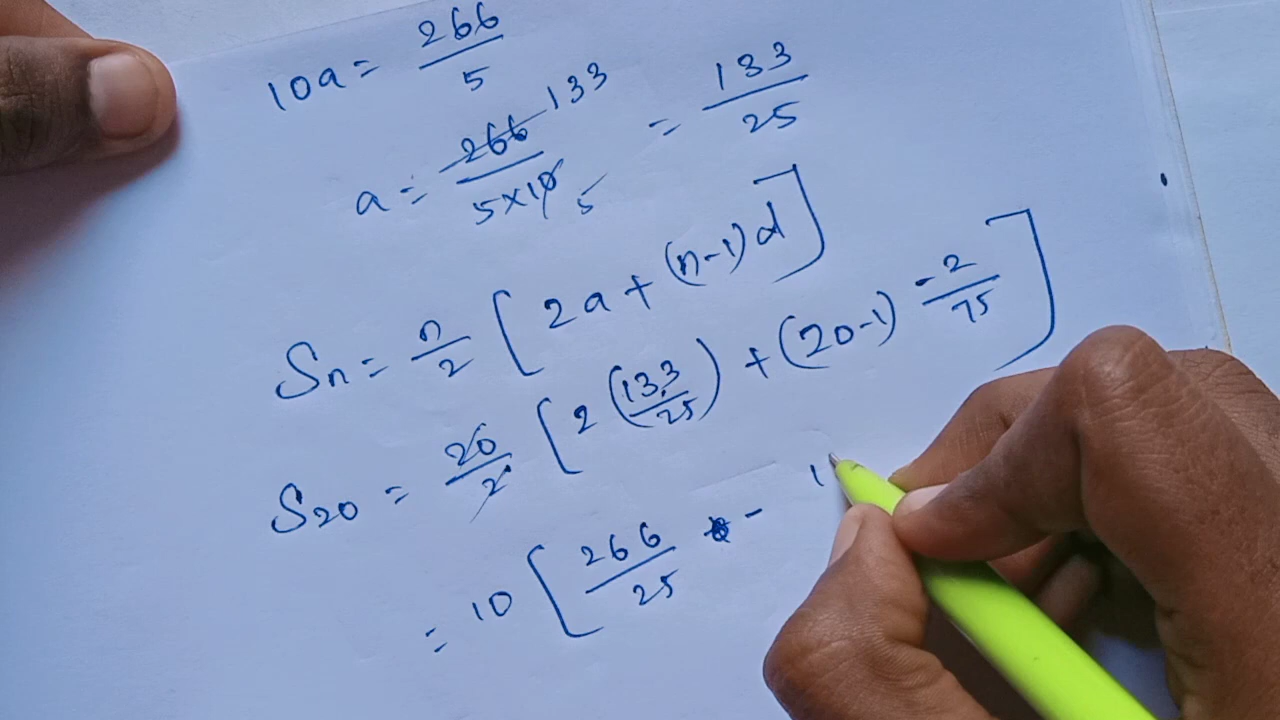 10a = 266/5
a = 266/5×10 133 5 = 133/25
Sn = n/2 [2a + (n-1)d]
S20 = 20/2 [2 (133/25) + (20-1) -2/75]
= 10 [266/25 - 1